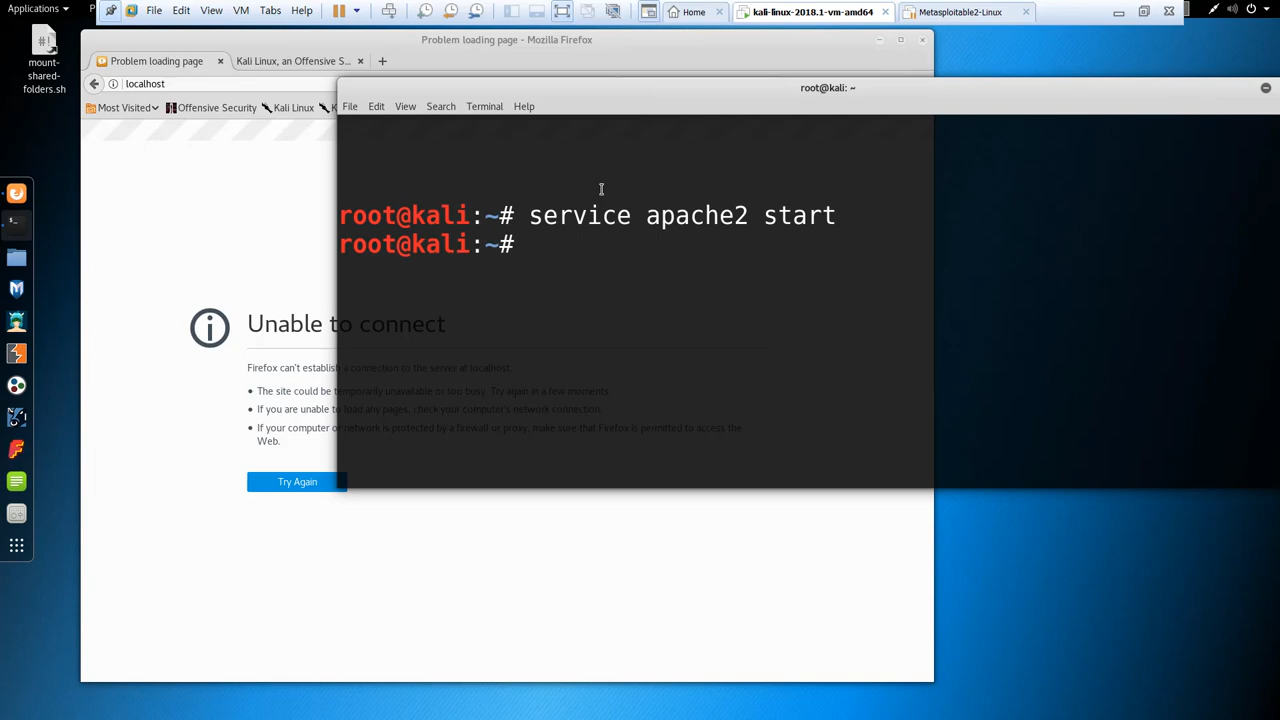 Applications
P
File Edit View VM Tabs Help
Home
kali-linux-2018.1-vm-amd64
Metasploitable2-Linux
#!
mount-
shared-
folders.sh
Problem loading page - Mozilla Firefox
Problem loading page
Kali Linux, an Offensive S...
localhost
Most Visited
Offensive Security
Kali Linux
K
root@kali: ~
File Edit View Search Terminal Help
root@kali:~# service apache2 start
root@kali:~#
Unable to connect
Firefox can't establish a connection to the server at localhost.
The site could be temporarily unavailable or too busy. Try again in a few moments.
If you are unable to load any pages, check your computer's network connection.
If your computer or network is protected by a firewall or proxy, make sure that Firefox is permitted to access the
Web.
Try Again